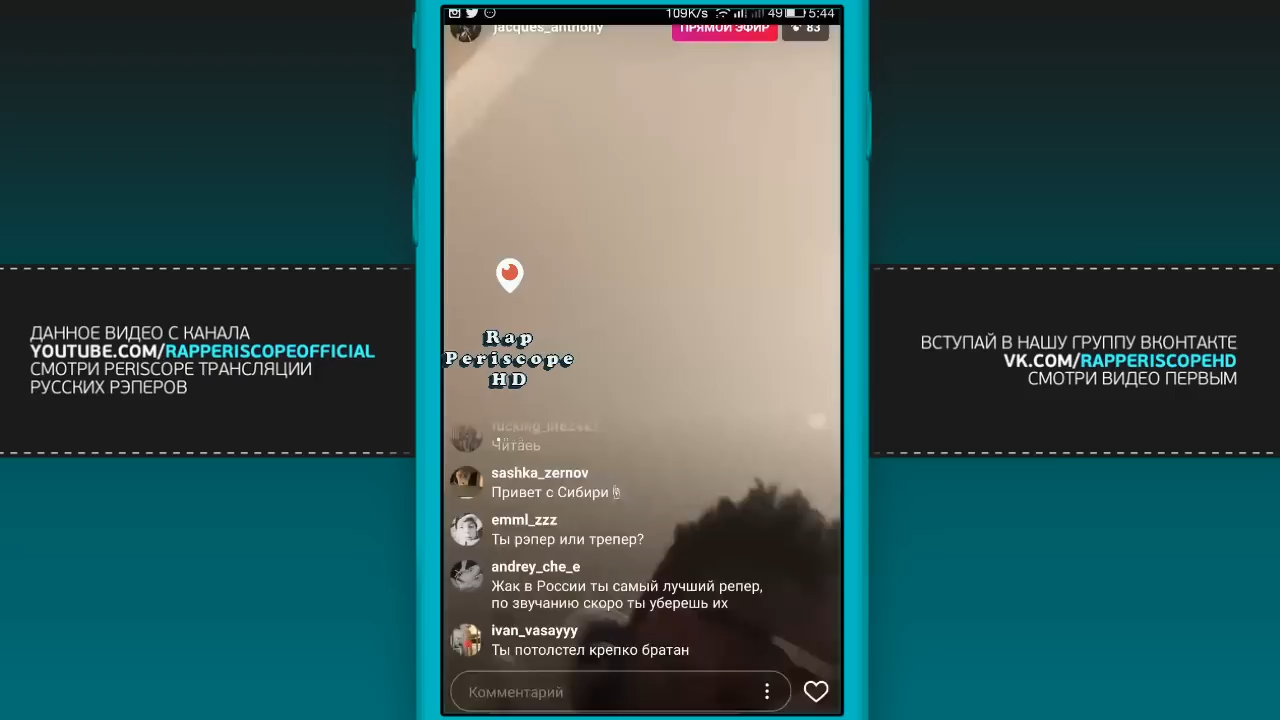 109K/s 49 5:44
jacques_anthony
ПРЯМОЙ ЭФИР
83
ДАННОЕ ВИДЕО С КАНАЛА
YOUTUBE.COM/RAPPERISCOPEOFFICIAL
СМОТРИ PERISCOPE ТРАНСЛЯЦИИ
РУССКИХ РЭПЕРОВ
ВСТУПАЙ В НАШУ ГРУППУ ВКОНТАКТЕ
VK.COM/RAPPERISCOPEHD
СМОТРИ ВИДЕО ПЕРВЫМ
Rap
Periscope
HD
Читаеь
sashka_zernov
Привет с Сибири✌
emml_zzz
Ты рэпер или трепер?
andrey_che_e
Жак в России ты самый лучший репер,
по звучанию скоро ты уберешь их
ivan_vasayyy
Ты потолстел крепко братан
Комментарий